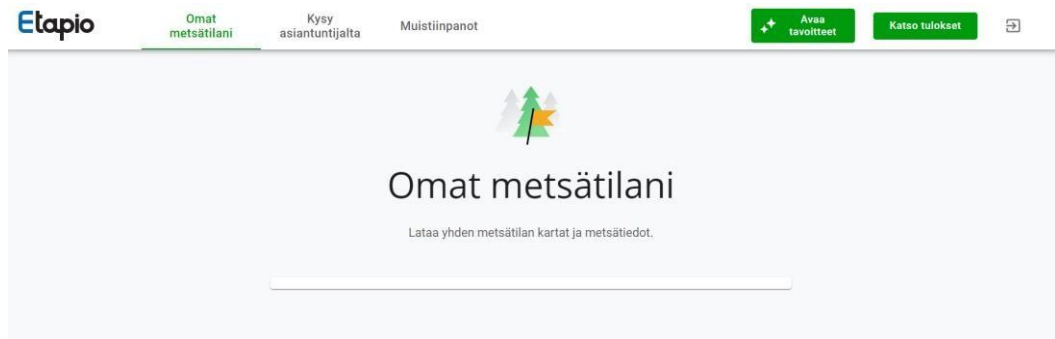 Etapio
Omat
metsätilani
Kysy
asiantuntijalta
Muistiinpanot
Avaa
tavoitteet
Katso tulokset
Omat metsätilani
Lataa yhden metsätilan kartat ja metsätiedot.